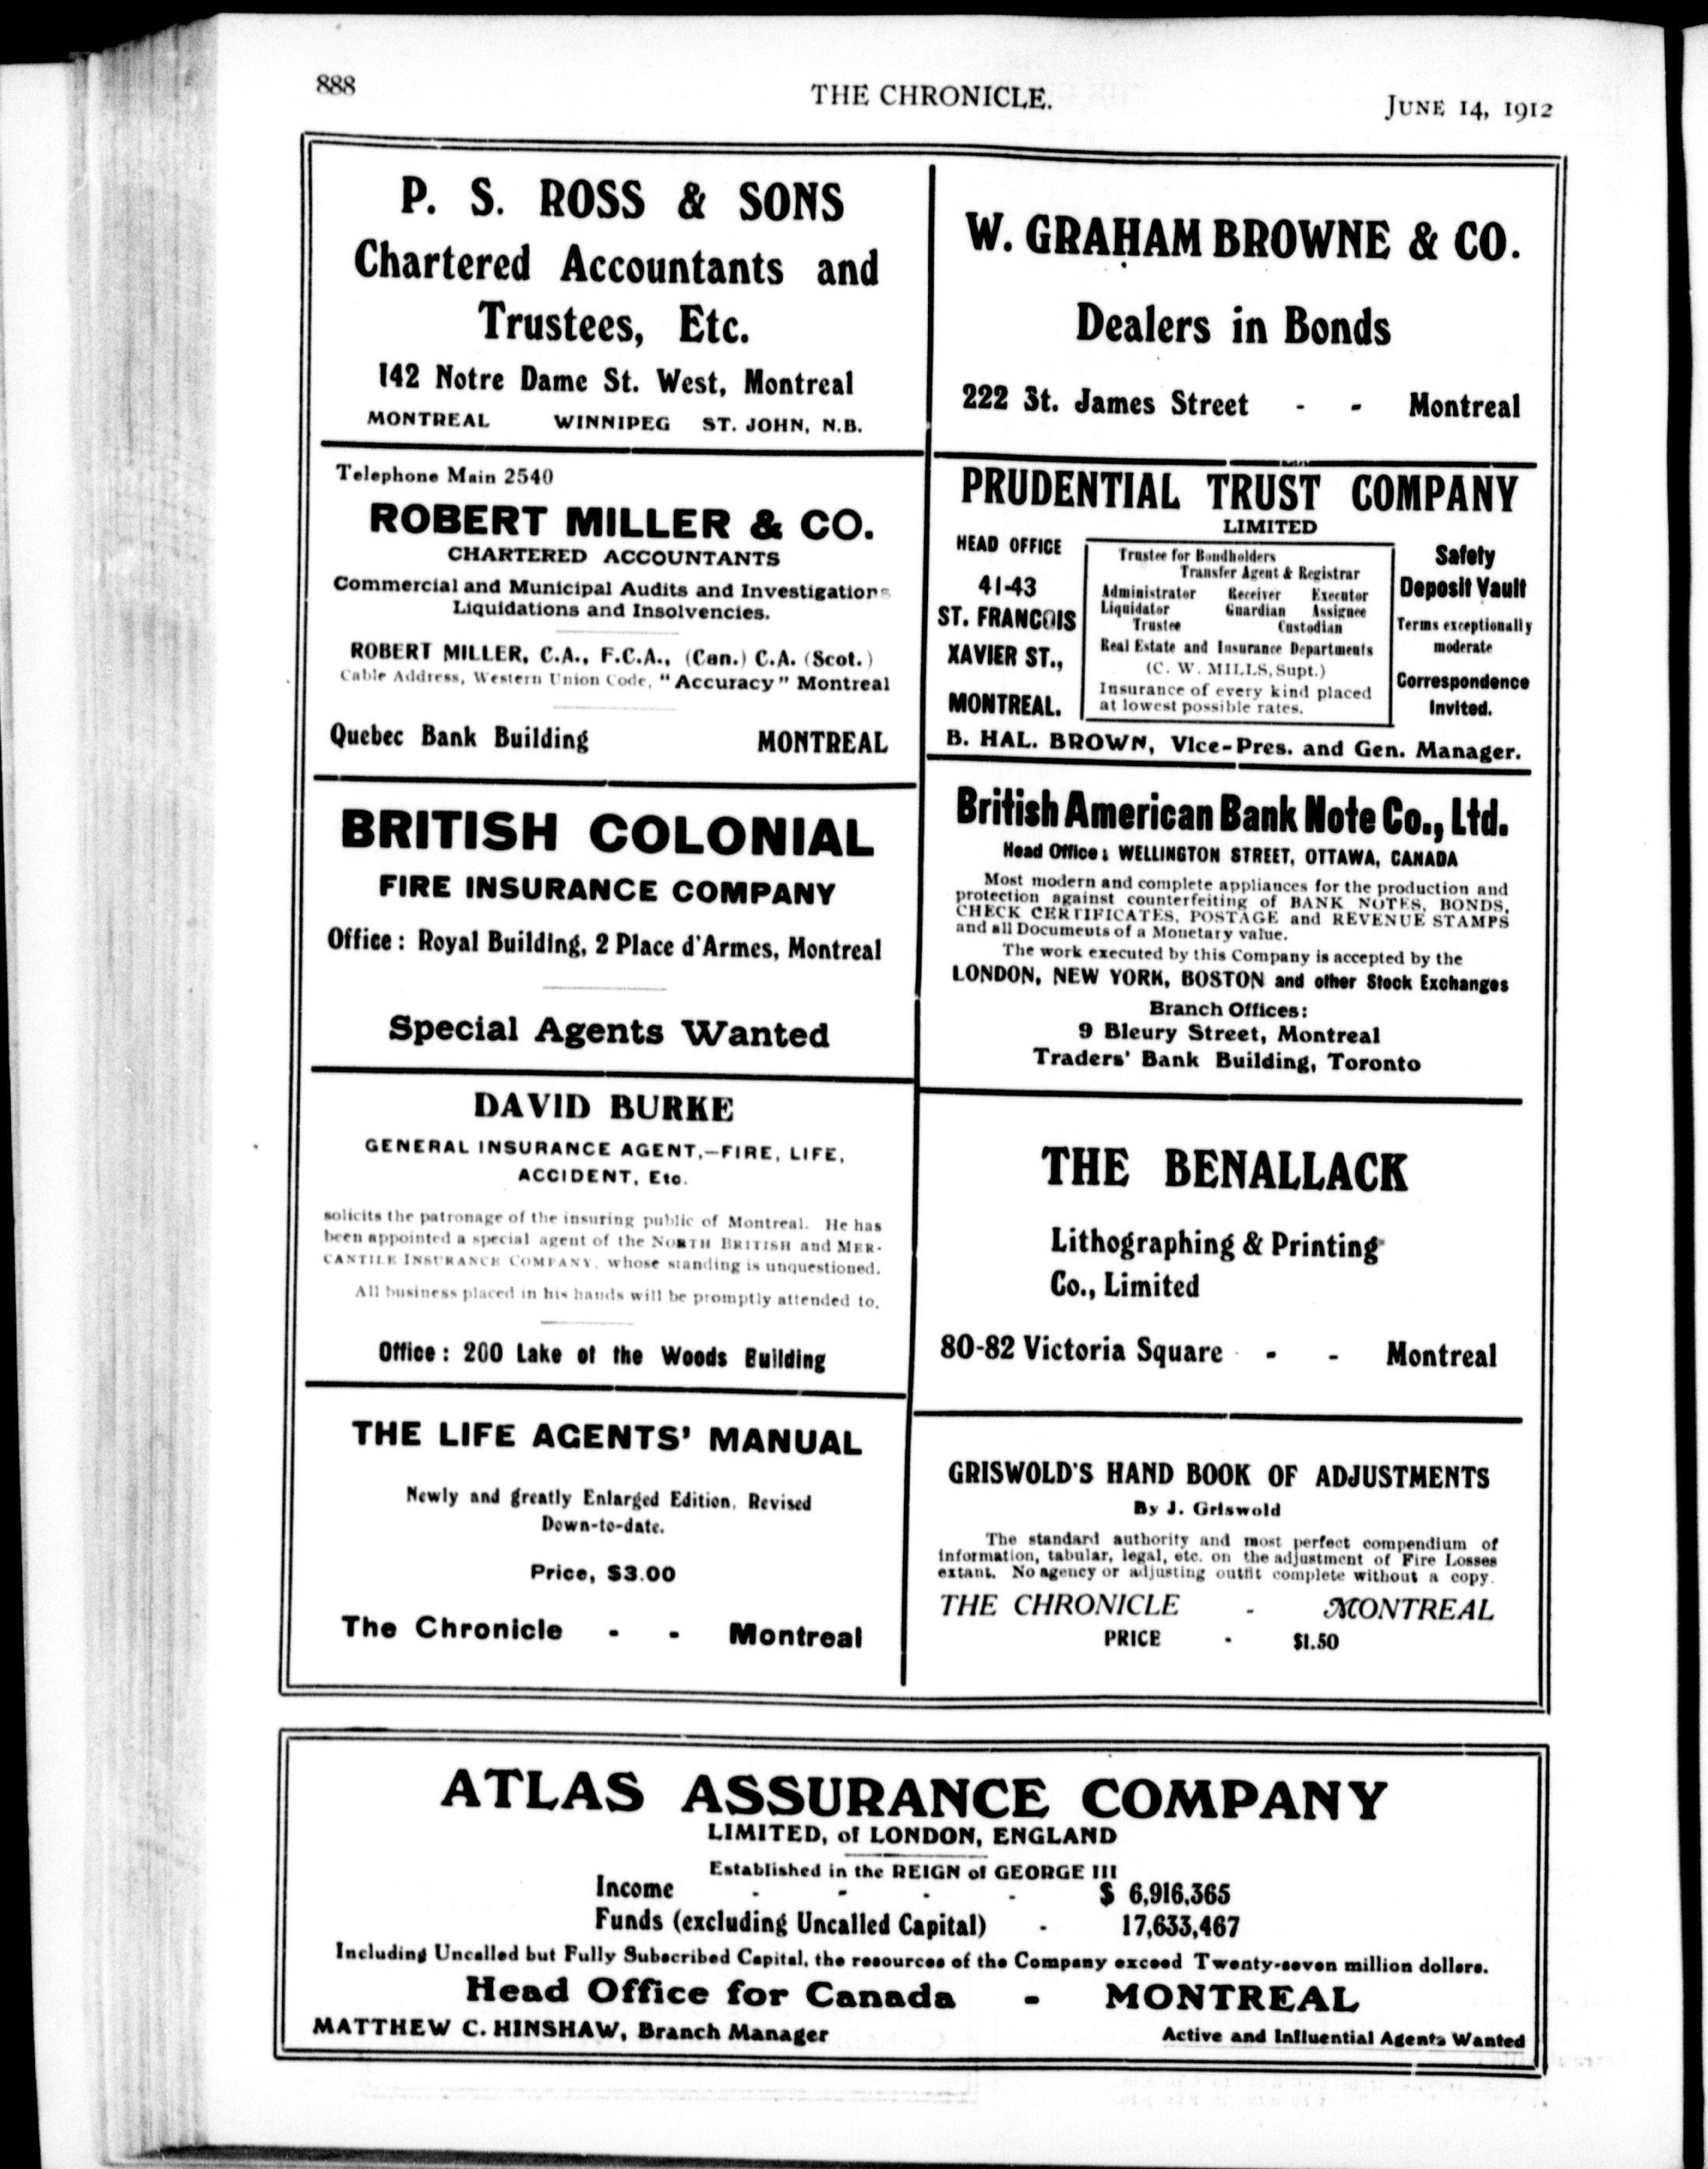 888
THE CHRONICLE.
JUNE 14, 1912
P. S. ROSS & SONS
Chartered Accountants and
Trustees, Etc.
142 Notre Dame St. West, Montreal
MONTREAL WINNIPEG ST. JOHN, N.B.
Telephone Main 2540
ROBERT MILLER & CO.
CHARTERED ACCOUNTANTS
Commercial and Municipal Audits and Investigations
Liquidations and Insolvencies.
ROBERT MILLER, C.A., F.C.A., (Can.) C.A. (Scot.)
Cable Address, Western Union Code, "Accuracy" Montreal
Quebec Bank Building MONTREAL
BRITISH COLONIAL
FIRE INSURANCE COMPANY
Office : Royal Building, 2 Place d'Armes, Montreal
Special Agents Wanted
DAVID BURKE
GENERAL INSURANCE AGENT,—FIRE, LIFE,
ACCIDENT, Etc.
solicits the patronage of the insuring public of Montreal. He has
been appointed a special agent of the NORTH BRITISH and MER-
CANTILE INSURANCE COMPANY, whose standing is unquestioned.
All business placed in his hands will be promptly attended to.
Office : 200 Lake of the Woods Building
THE LIFE AGENTS' MANUAL
Newly and greatly Enlarged Edition, Revised
Down-to-date.
Price, $3.00
The Chronicle - - Montreal
W. GRAHAM BROWNE & CO.
Dealers in Bonds
222 St. James Street - - Montreal
PRUDENTIAL TRUST COMPANY
LIMITED
HEAD OFFICE
41-43
ST. FRANCOIS
XAVIER ST.,
MONTREAL.
Trustee for Bondholders
Transfer Agent & Registrar
Administrator Receiver Executor
Liquidator Guardian Assignee
Trustee Custodian
Real Estate and Insurance Departments
(C. W. MILLS, Supt.)
Insurance of every kind placed
at lowest possible rates.
Safety
Deposit Vault
Terms exceptionally
moderate
Correspondence
Invited.
B. HAL. BROWN, Vice-Pres. and Gen. Manager.
British American Bank Note Co., Ltd.
Head Office: WELLINGTON STREET, OTTAWA, CANADA
Most modern and complete appliances for the production and
protection against counterfeiting of BANK NOTES, BONDS,
CHECK CERTIFICATES, POSTAGE and REVENUE STAMPS
and all Documents of a Monetary value.
The work executed by this Company is accepted by the
LONDON, NEW YORK, BOSTON and other Stock Exchanges
Branch Offices:
9 Bleury Street, Montreal
Traders' Bank Building, Toronto
THE BENALLACK
Lithographing & Printing
Co., Limited
80-82 Victoria Square - - Montreal
GRISWOLD'S HAND BOOK OF ADJUSTMENTS
By J. Griswold
The standard authority and most perfect compendium of
information, tabular, legal, etc. on the adjustment of Fire Losses
extant. No agency or adjusting outfit complete without a copy.
THE CHRONICLE - MONTREAL
PRICE - $1.50
ATLAS ASSURANCE COMPANY
LIMITED, of LONDON, ENGLAND
Established in the REIGN of GEORGE III
Income - - - - $ 6,916,365
Funds (excluding Uncalled Capital) - 17,633,467
Including Uncalled but Fully Subscribed Capital, the resources of the Company exceed Twenty-seven million dollars.
Head Office for Canada - MONTREAL
MATTHEW C. HINSHAW, Branch Manager Active and Influential Agents Wanted